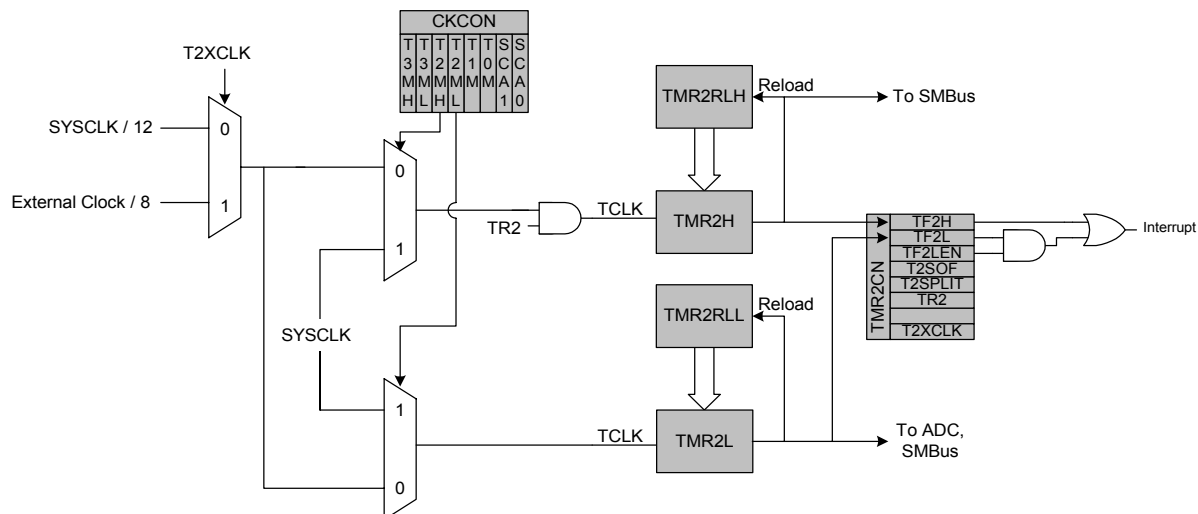 CKCON
T3MH
T3ML
T2MH
T2ML
T1M
T0M
SCA1
SCA0
T2XCLK
SYSCLK / 12
0
External Clock / 8
1
0
1
SYSCLK
1
0
TR2
TCLK
TMR2RLH
Reload
To SMBus
TMR2H
TMR2CN
TF2H
TF2L
TF2LEN
T2SOF
T2SPLIT
TR2
T2XCLK
Interrupt
TMR2RLL
Reload
TCLK
TMR2L
To ADC,
SMBus